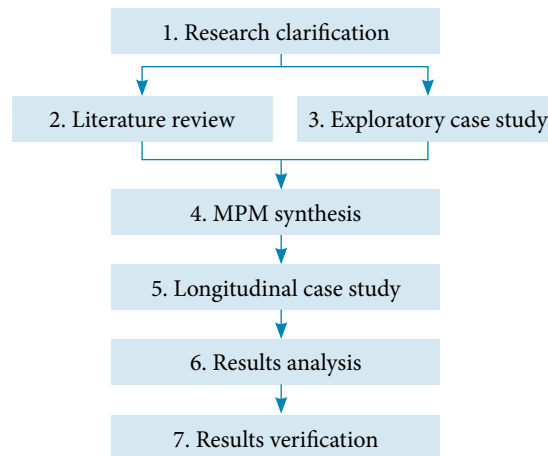 1. Research clarification
2. Literature review
3. Exploratory case study
4. MPM synthesis
5. Longitudinal case study
6. Results analysis
7. Results verification